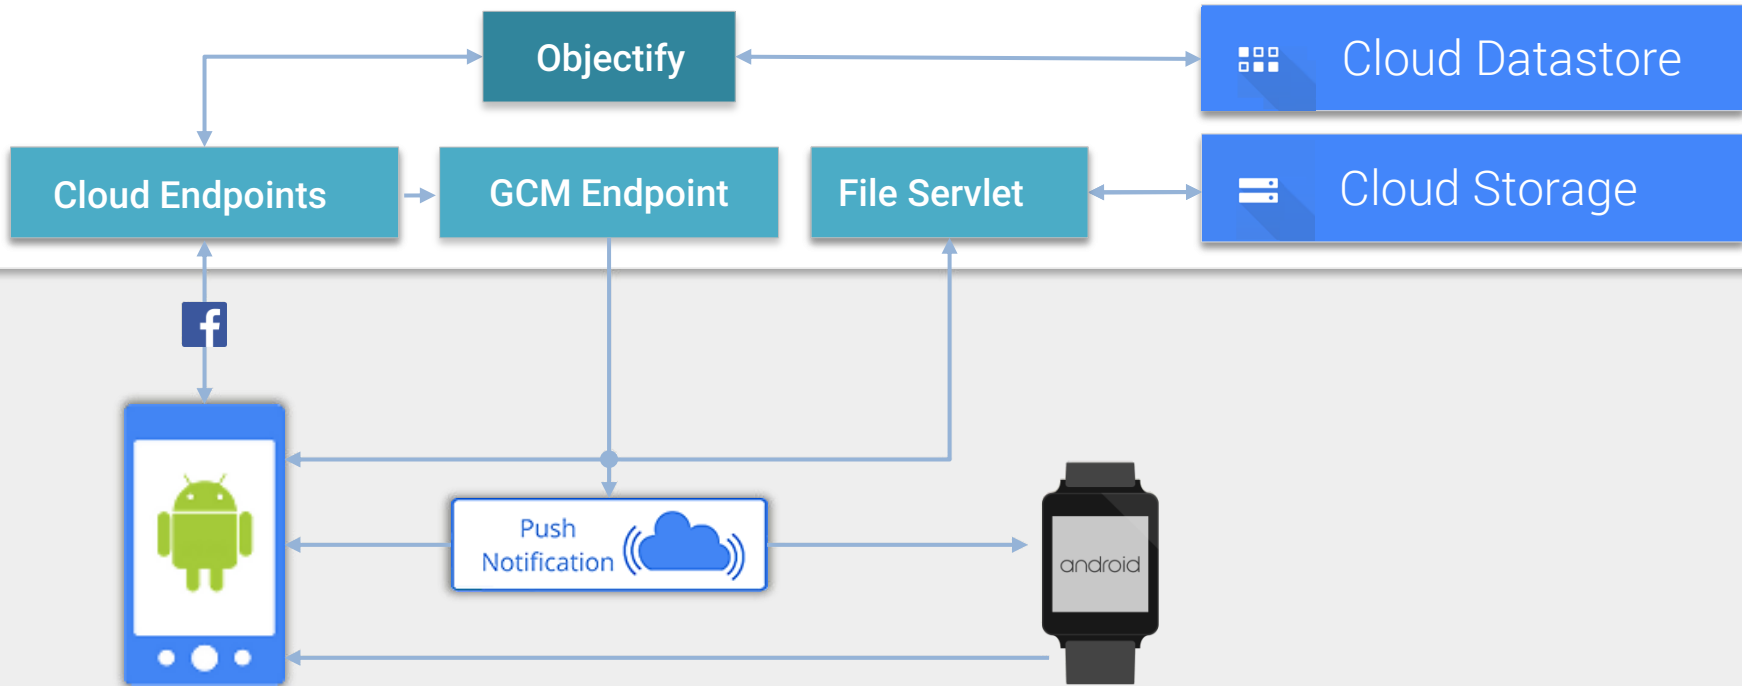 Objectify
Cloud Datastore
Cloud Endpoints
GCM Endpoint
File Servlet
Cloud Storage
f
Push
Notification
android